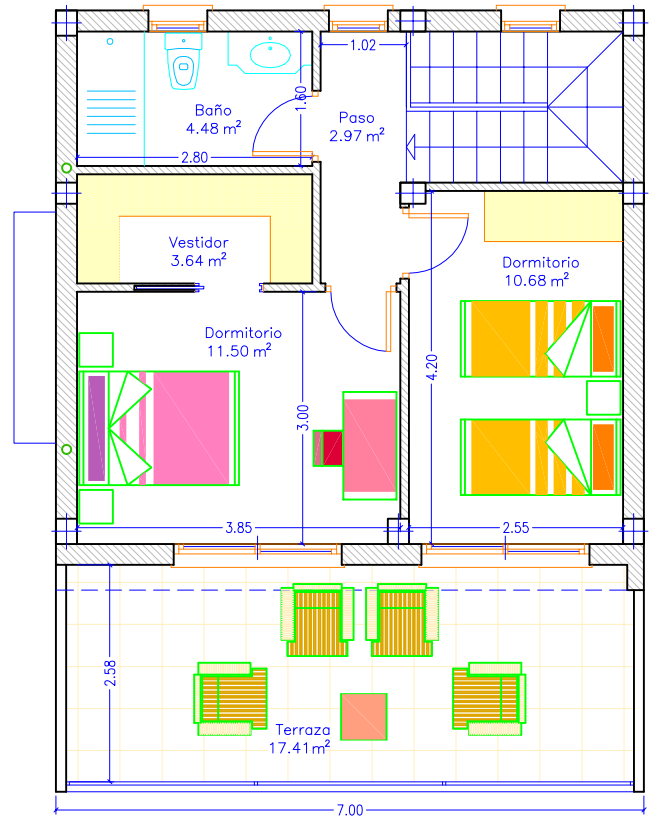 1.02
Baño
4.48 m²
1.60
Paso
2.97 m²
2.80
Vestidor
3.64 m²
Dormitorio
10.68 m²
Dormitorio
11.50 m²
4.20
3.00
3.85
2.55
2.58
Terraza
17.41m²
7.00